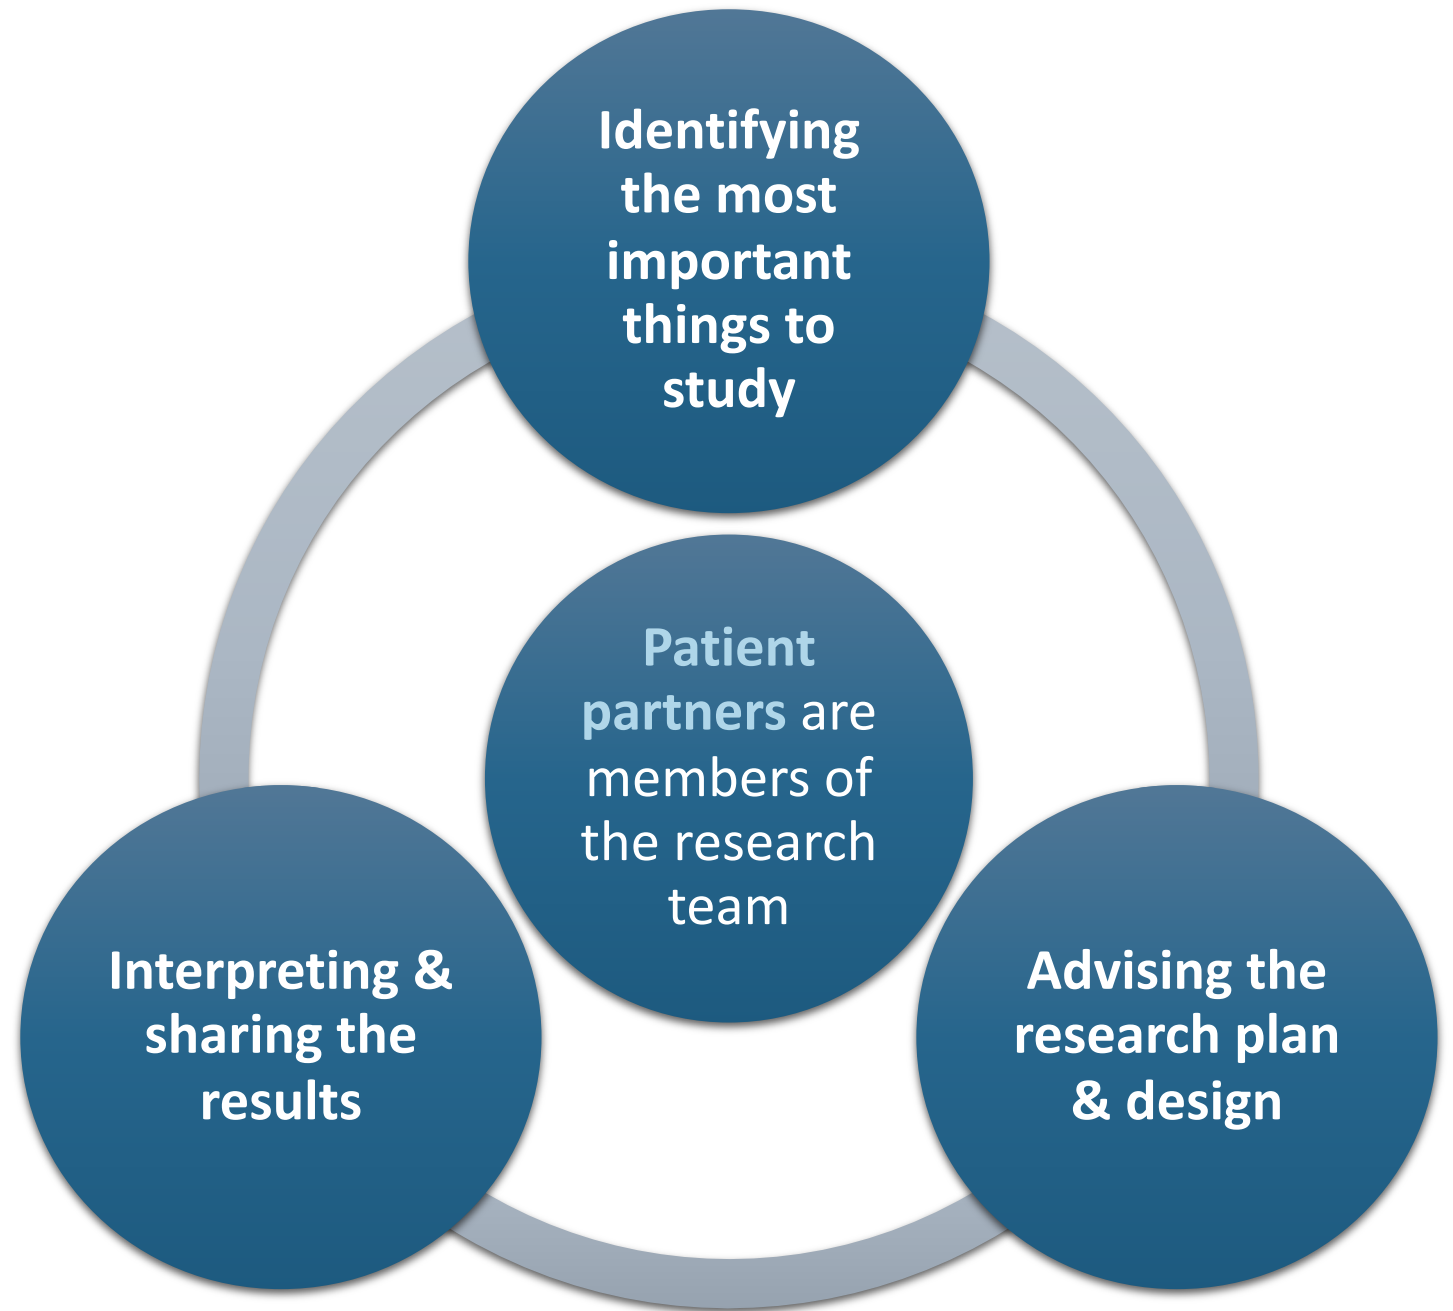 Identifying
the most
important
things to
study
Patient
partners are
members of
the research
team
Interpreting &
sharing the
results
Advising the
research plan
& design